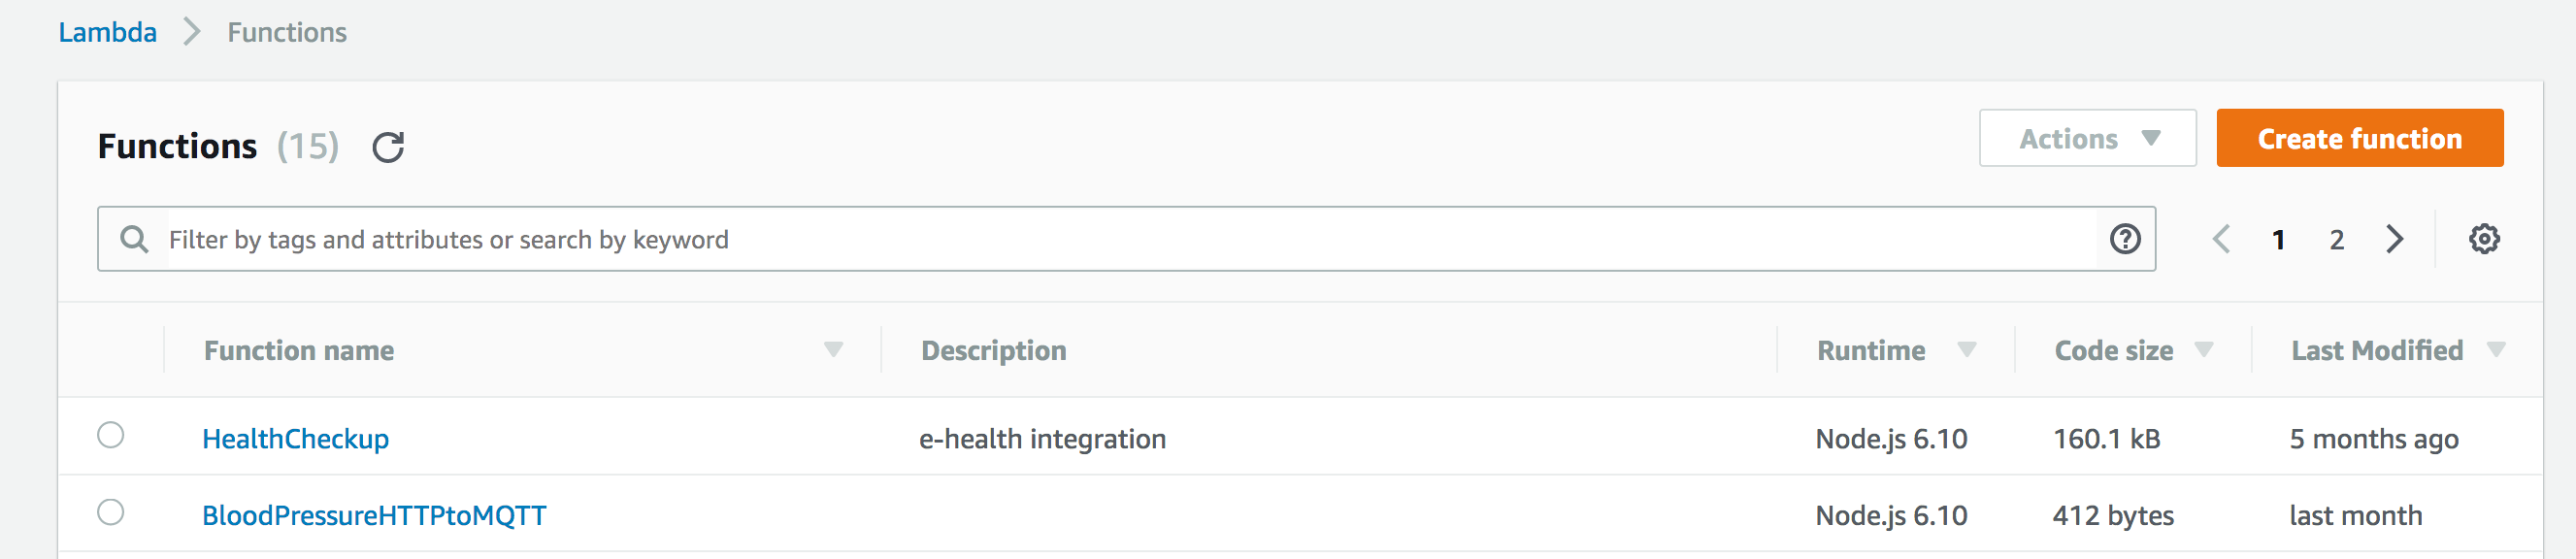 Lambda Functions
Functions (15) Actions Create function
Filter by tags and attributes or search by keyword 1 2
Function name Description Runtime Code size Last Modified
HealthCheckup e-health integration Node.js 6.10 160.1 kB 5 months ago
BloodPressureHTTPtoMQTT Node.js 6.10 412 bytes last month